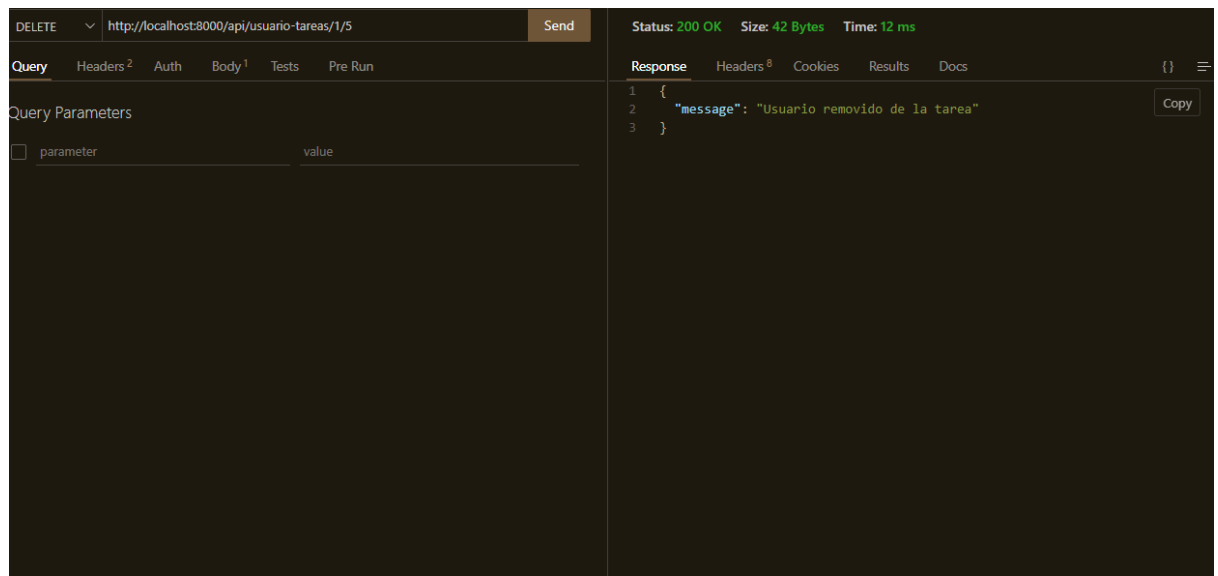 DELETE http://localhost:8000/api/usuario-tareas/1/5 Send
Query Headers 2 Auth Body 1 Tests Pre Run
Query Parameters
parameter value
Status: 200 OK Size: 42 Bytes Time: 12 ms
Response Headers 8 Cookies Results Docs {}
Copy
1 {
2 "message": "Usuario removido de la tarea"
3 }